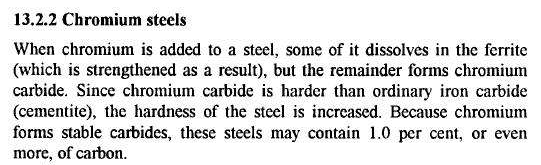 13.2.2 Chromium steels
When chromium is added to a steel, some of it dissolves in the ferrite
(which is strengthened as a result), but the remainder forms chromium
carbide. Since chromium carbide is harder than ordinary iron carbide
(cementite), the hardness of the steel is increased. Because chromium
forms stable carbides, these steels may contain 1.0 per cent, or even
more, of carbon.